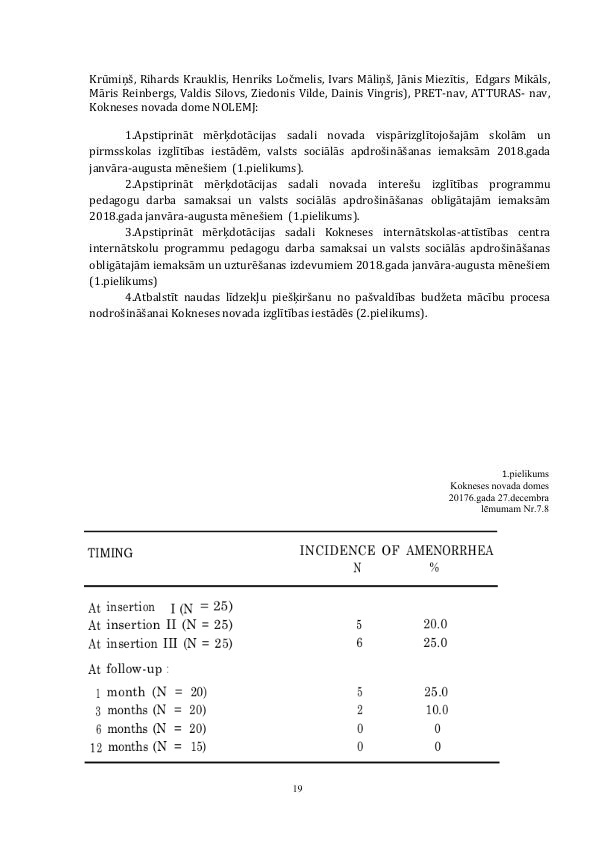 Krūmiņš, Rihards Krauklis, Henriks Ločmelis, Ivars Māliņš, Jānis Miezītis, Edgars Mikāls,
Māris Reinbergs, Valdis Silovs, Ziedonis Vilde, Dainis Vingris), PRET-nav, ATTURAS- nav,
Kokneses novada dome NOLEMJ:
1.Apstiprināt mērķdotācijas sadali novada vispārizglītojošajām skolām un
pirmsskolas izglītības iestādēm, valsts sociālās apdrošināšanas iemaksām 2018.gada
janvāra-augusta mēnešiem (1.pielikums).
2.Apstiprināt mērķdotācijas sadali novada interešu izglītības programmu
pedagogu darba samaksai un valsts sociālās apdrošināšanas obligātajām iemaksām
2018.gada janvāra-augusta mēnešiem (1.pielikums).
3.Apstiprināt mērķdotācijas sadali Kokneses internātskolas-attīstības centra
internātskolu programmu pedagogu darba samaksai un valsts sociālās apdrošināšanas
obligātajām iemaksām un uzturēšanas izdevumiem 2018.gada janvāra-augusta mēnešiem
(1.pielikums)
4.Atbalstīt naudas līdzekļu piešķiršanu no pašvaldības budžeta mācību procesa
nodrošināšanai Kokneses novada izglītības iestādēs (2.pielikums).
1.pielikums
Kokneses novada domes
20176.gada 27.decembra
lēmumam Nr.7.8
TIMING INCIDENCE OF AMENORRHEA
N %
At insertion I (N = 25)
At insertion II (N = 25) 5 20.0
At insertion III (N = 25) 6 25.0
At follow-up :
1 month (N = 20) 5 25.0
3 months (N = 20) 2 10.0
6 months (N = 20) 0 0
12 months (N = 15) 0 0
19